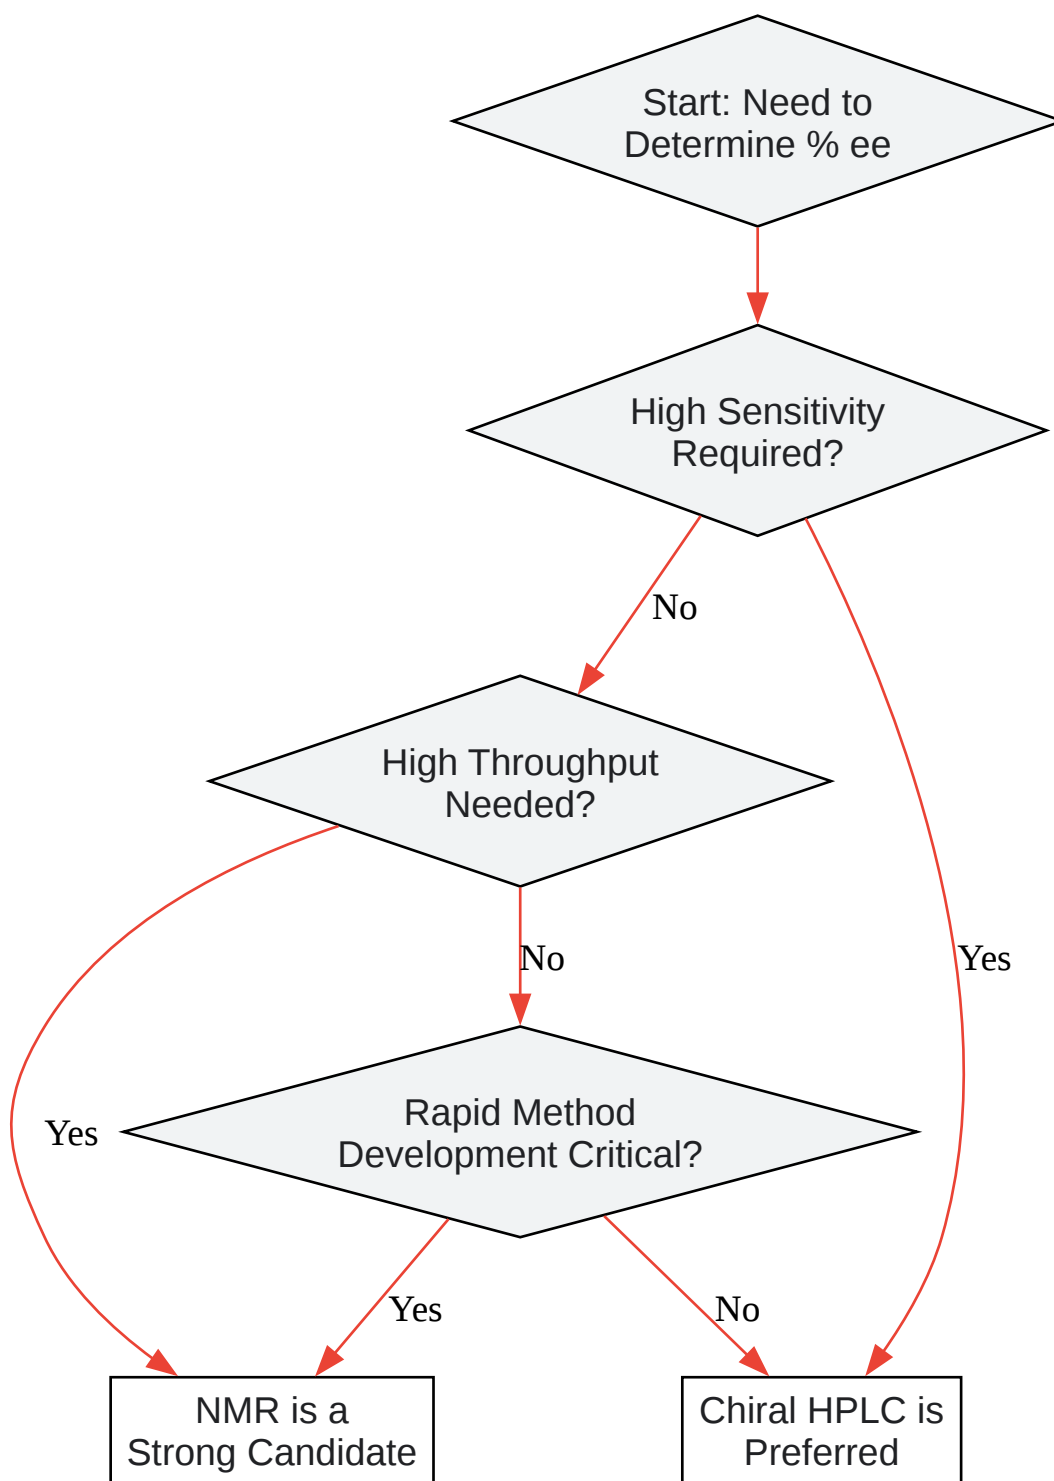 Start: Need to
Determine % ee
High Sensitivity
Required?
No
High Throughput
Needed?
No
Yes
Yes
Rapid Method
Development Critical?
Yes
No
NMR is a
Strong Candidate
Chiral HPLC is
Preferred